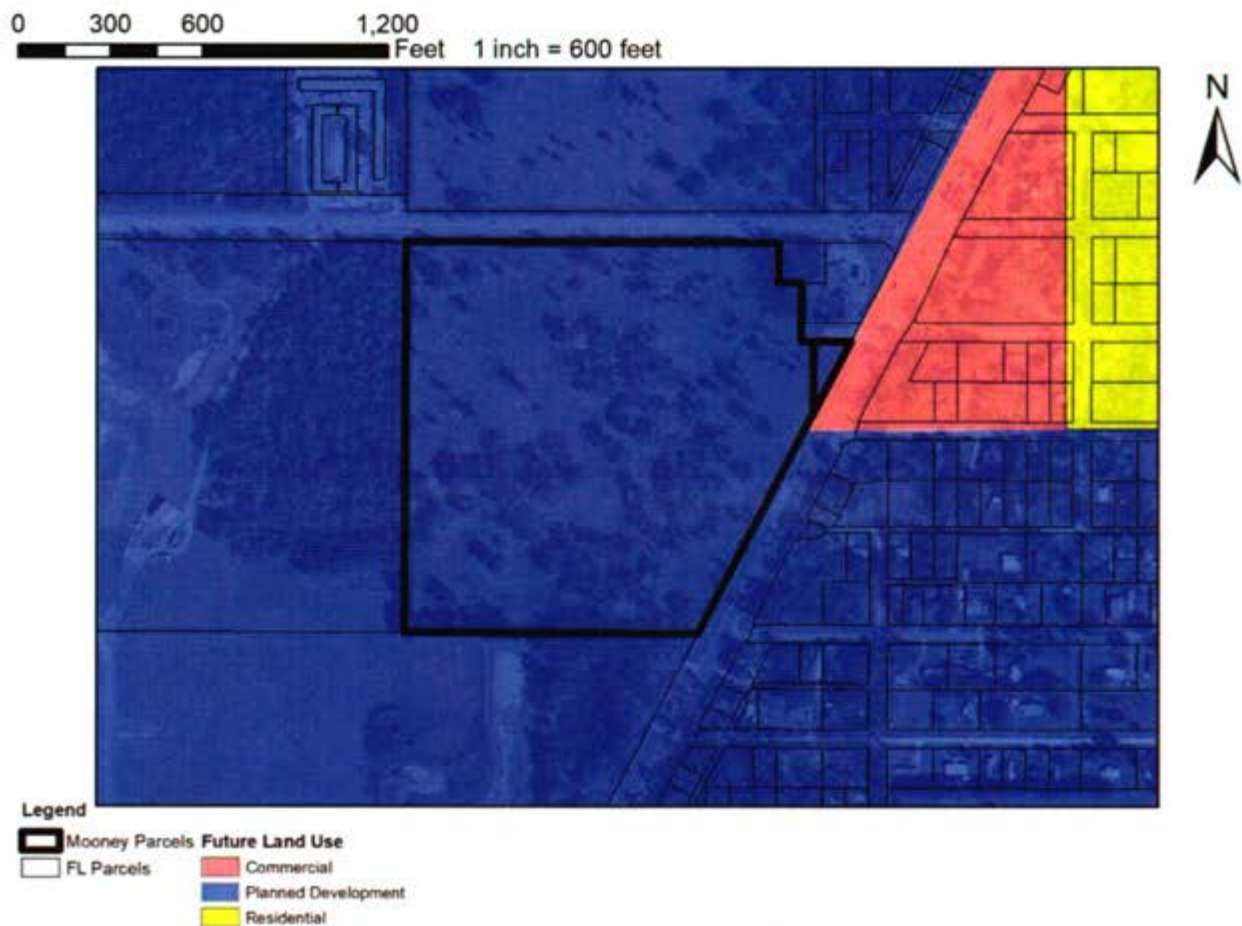 0 300 600 1,200
Feet 1 inch = 600 feet
N
Legend
Mooney Parcels
FL Parcels
Future Land Use
Commercial
Planned Development
Residential